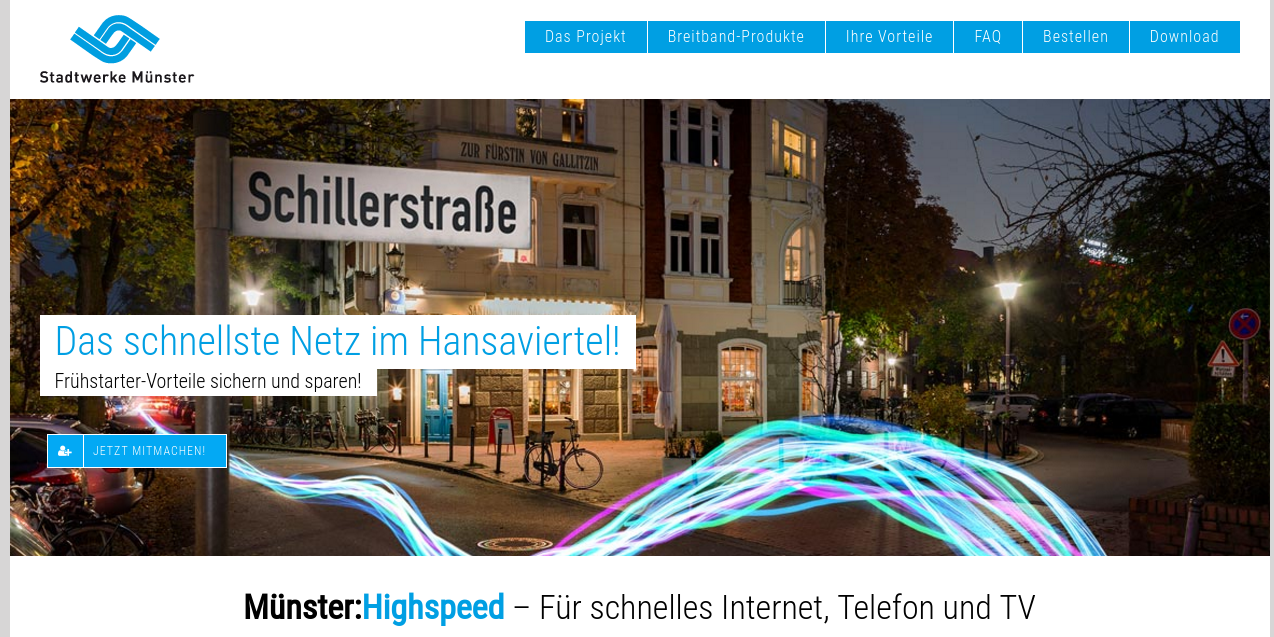 Stadtwerke Münster
Das Projekt
Breitband-Produkte
Ihre Vorteile
FAQ
Bestellen
Download
ZUR FÜRSTIN VON GALLITZIN
Schillerstraße
Das schnellste Netz im Hansaviertel!
Frühstarter-Vorteile sichern und sparen!
JETZT MITMACHEN!
Münster:Highspeed – Für schnelles Internet, Telefon und TV